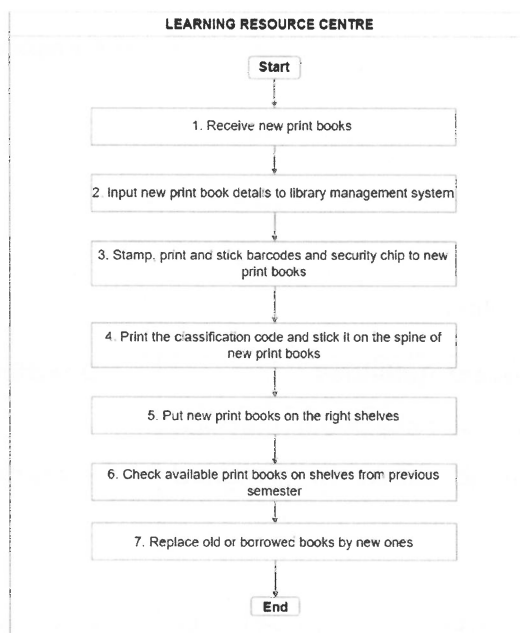 LEARNING RESOURCE CENTRE
Start
1. Receive new print books
2. Input new print book details to library management system
3. Stamp, print and stick barcodes and security chip to new
print books
4. Print the classification code and stick it on the spine of
new print books
5. Put new print books on the right shelves
6. Check available print books on shelves from previous
semester
7. Replace old or borrowed books by new ones
End